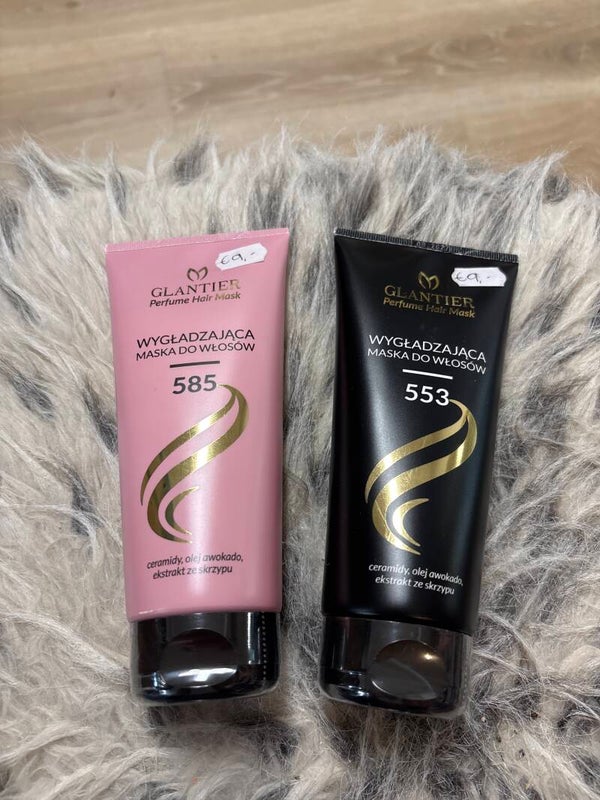 €9,-
GLANTIER
Perfume Hair Mask
WYGŁADZAJĄCA
MASKA DO WŁOSÓW
585
ceramidy, olej awokado,
ekstrakt ze skrzypu
€9,-
GLANTIER
Perfume Hair Mask
WYGŁADZAJĄCA
MASKA DO WŁOSÓW
553
ceramidy, olej awokado,
ekstrakt ze skrzypu